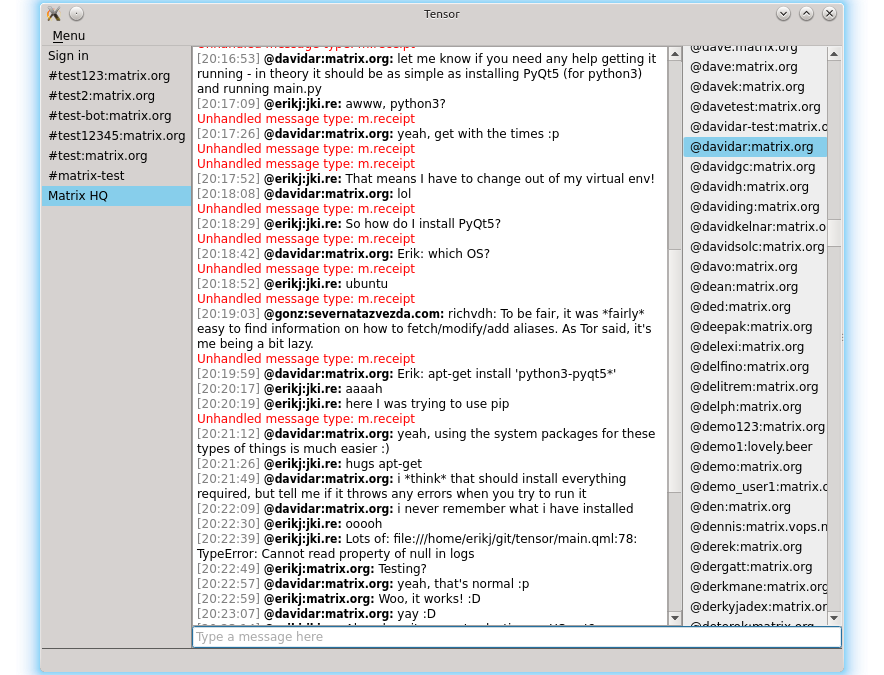 Tensor
Menu
Sign in
#test123:matrix.org
#test2:matrix.org
#test-bot:matrix.org
#test12345:matrix.org
#test:matrix.org
#matrix-test
Matrix HQ
Unhandled message type: m.receipt
[20:16:53] @davidar:matrix.org: let me know if you need any help getting it
running - in theory it should be as simple as installing PyQt5 (for python3)
and running main.py
[20:17:09] @erikj:jki.re: awww, python3?
Unhandled message type: m.receipt
[20:17:26] @davidar:matrix.org: yeah, get with the times :p
Unhandled message type: m.receipt
Unhandled message type: m.receipt
[20:17:52] @erikj:jki.re: That means I have to change out of my virtual env!
[20:18:08] @davidar:matrix.org: lol
Unhandled message type: m.receipt
[20:18:29] @erikj:jki.re: So how do I install PyQt5?
Unhandled message type: m.receipt
[20:18:42] @davidar:matrix.org: Erik: which OS?
Unhandled message type: m.receipt
[20:18:52] @erikj:jki.re: ubuntu
Unhandled message type: m.receipt
[20:19:03] @gonz:severnatazvezda.com: richvdh: To be fair, it was *fairly*
easy to find information on how to fetch/modify/add aliases. As Tor said, it's
me being a bit lazy.
Unhandled message type: m.receipt
[20:19:59] @davidar:matrix.org: Erik: apt-get install 'python3-pyqt5*'
[20:20:17] @erikj:jki.re: aaaah
[20:20:19] @erikj:jki.re: here I was trying to use pip
Unhandled message type: m.receipt
[20:21:12] @davidar:matrix.org: yeah, using the system packages for these
types of things is much easier :)
[20:21:26] @erikj:jki.re: hugs apt-get
[20:21:49] @davidar:matrix.org: i *think* that should install everything
required, but tell me if it throws any errors when you try to run it
[20:22:09] @davidar:matrix.org: i never remember what i have installed
[20:22:30] @erikj:jki.re: ooooh
[20:22:39] @erikj:jki.re: Lots of: file:///home/erikj/git/tensor/main.qml:78:
TypeError: Cannot read property of null in logs
[20:22:49] @erikj:matrix.org: Testing?
[20:22:57] @davidar:matrix.org: yeah, that's normal :p
[20:22:59] @erikj:matrix.org: Woo, it works! :D
[20:23:07] @davidar:matrix.org: yay :D
Type a message here
@dave:matrix.org
@dave:matrix.org
@davek:matrix.org
@davetest:matrix.org
@davidar-test:matrix.o
@davidar:matrix.org
@davidgc:matrix.org
@davidh:matrix.org
@daviding:matrix.org
@davidkelnar:matrix.o
@davidsolc:matrix.org
@davo:matrix.org
@dean:matrix.org
@ded:matrix.org
@deepak:matrix.org
@delexi:matrix.org
@delfino:matrix.org
@delitrem:matrix.org
@delph:matrix.org
@demo123:matrix.org
@demo1:lovely.beer
@demo:matrix.org
@demo_user1:matrix.o
@den:matrix.org
@dennis:matrix.vops.n
@derek:matrix.org
@dergatt:matrix.org
@derkmane:matrix.org
@derkyjadex:matrix.or